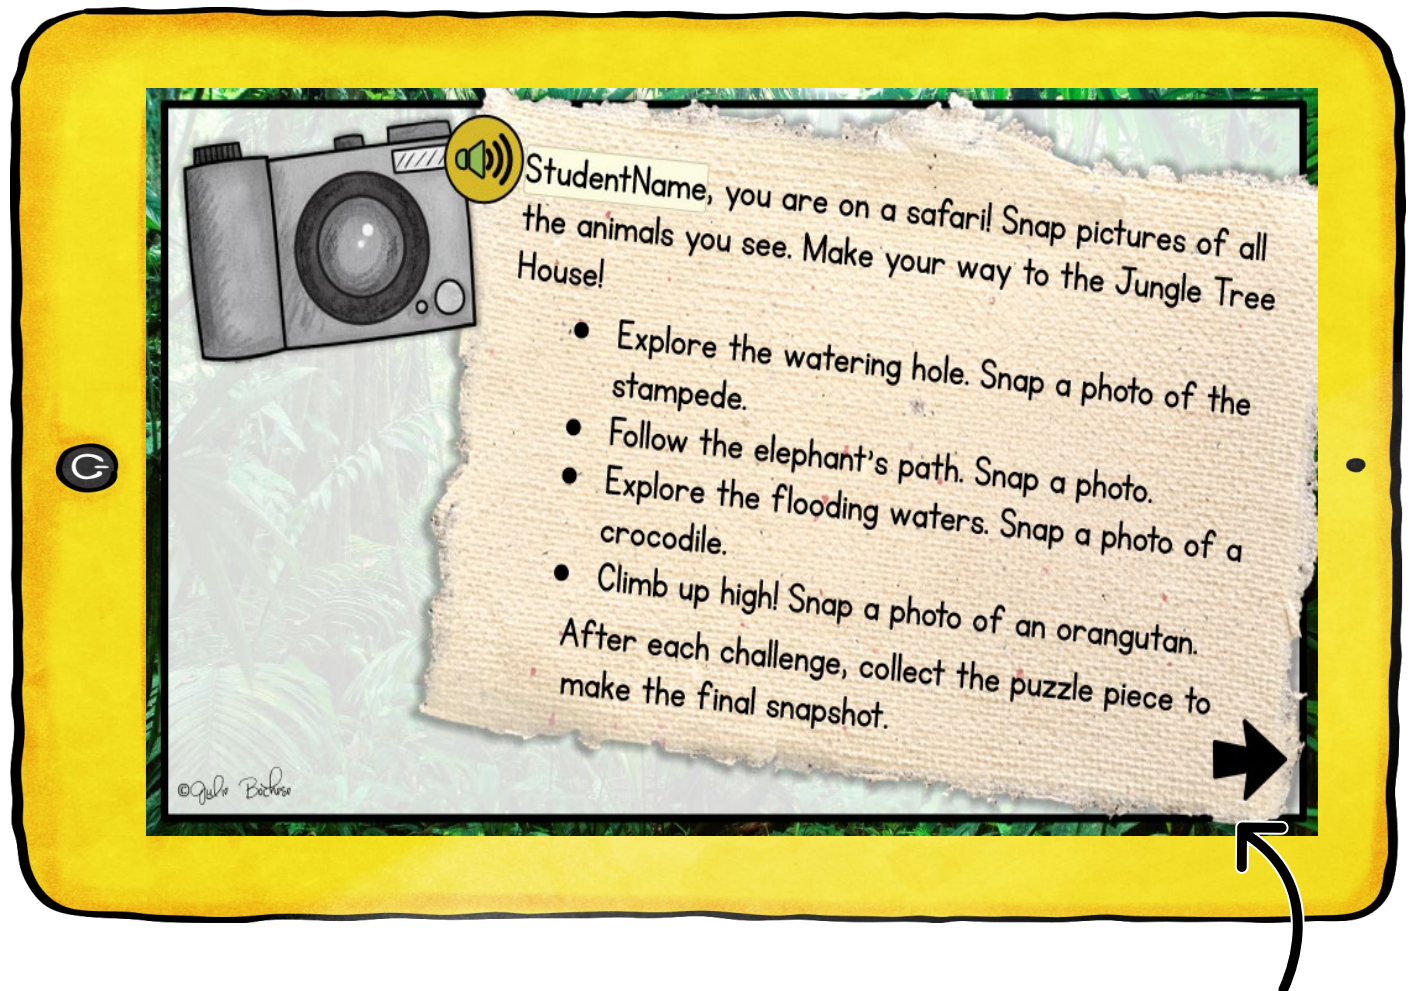 StudentName, you are on a safari! Snap pictures of all
the animals you see. Make your way to the Jungle Tree
House!
• Explore the watering hole. Snap a photo of the
stampede.
• Follow the elephant's path. Snap a photo.
• Explore the flooding waters. Snap a photo of a
crocodile.
• Climb up high! Snap a photo of an orangutan.
After each challenge, collect the puzzle piece to
make the final snapshot.